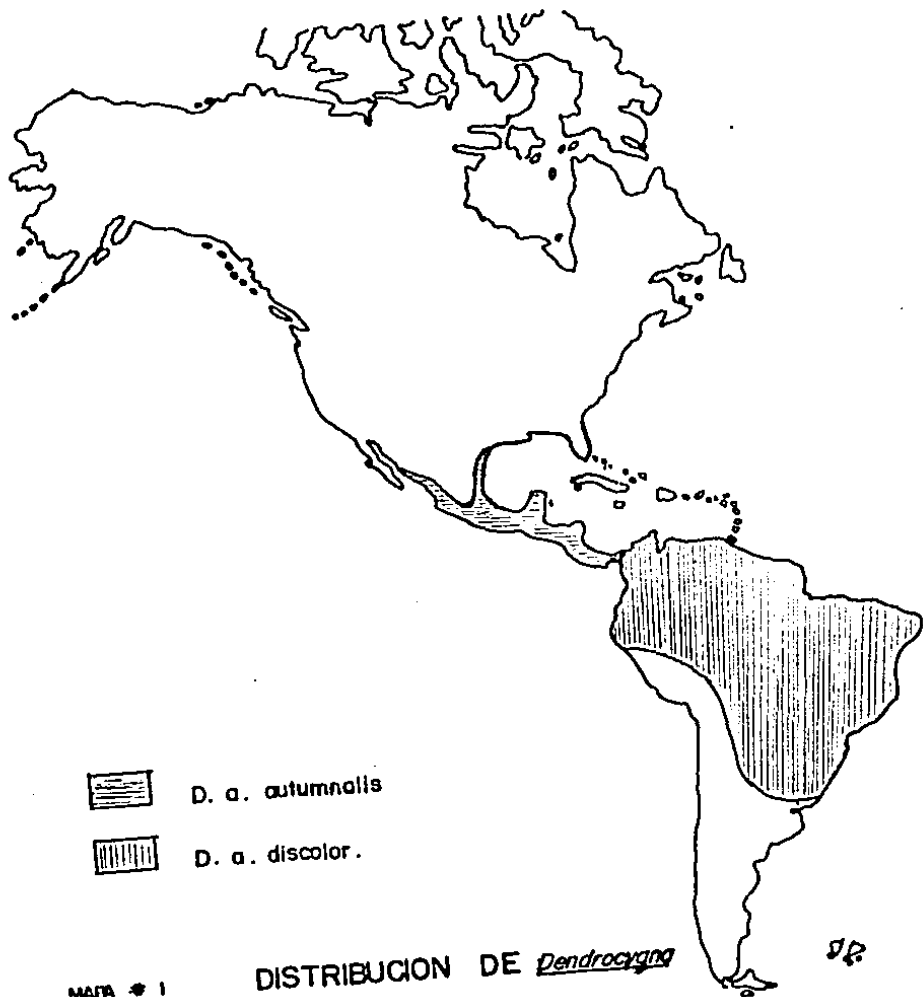 D. a. autumnalis
D. a. discolor.
MAPA # 1 DISTRIBUCION DE Dendrocygna